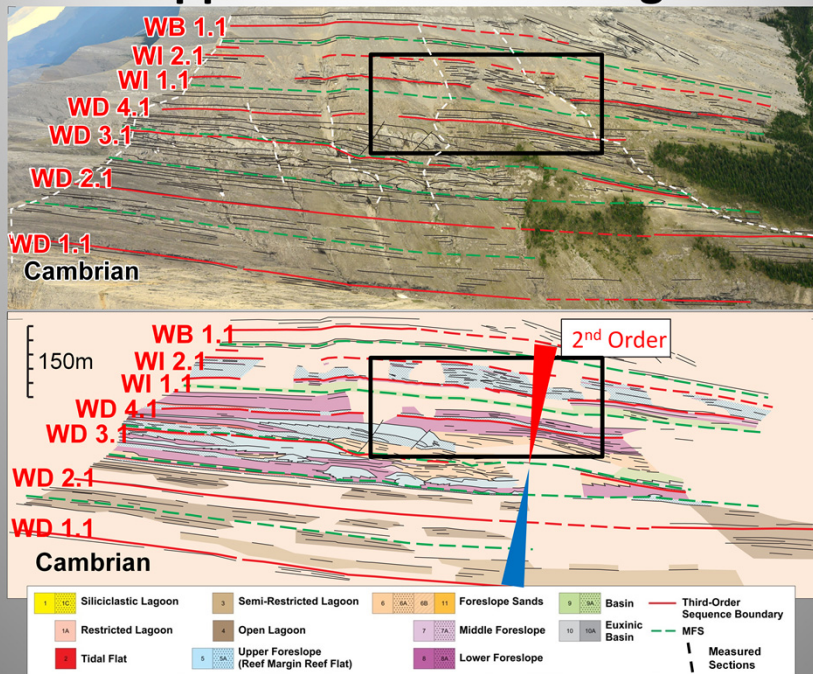 WB 1.1
WI 2.1
WI 1.1
WD 4.1
WD 3.1
WD 2.1
WD 1.1
Cambrian
2nd Order
150m
WB 1.1
WI 2.1
WI 1.1
WD 4.1
WD 3.1
WD 2.1
WD 1.1
Cambrian
1 1C Siliciclastic Lagoon
1A Restricted Lagoon
2 Tidal Flat
3 Semi-Restricted Lagoon
4 Open Lagoon
5 5A Upper Foreslope
(Reef Margin Reef Flat)
6 6A 6B 11 Foreslope Sands
7 7A Middle Foreslope
8 8A Lower Foreslope
9 9A Basin
10 10A Euxinic
Basin
Third-Order
Sequence Boundary
MFS
Measured
Sections